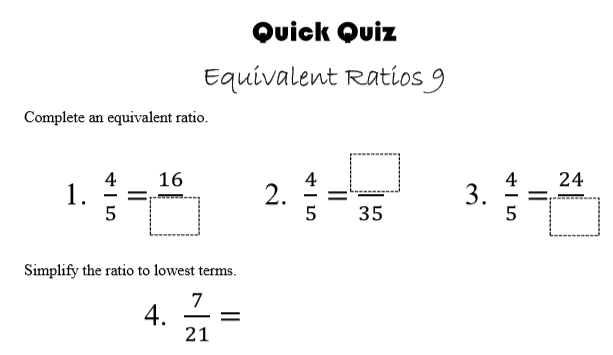 Quick Quiz
Equivalent Ratios 9
Complete an equivalent ratio.
1. 4/5 = 16/
2. 4/5 = /35
3. 4/5 = 24/
Simplify the ratio to lowest terms.
4. 7/21 =